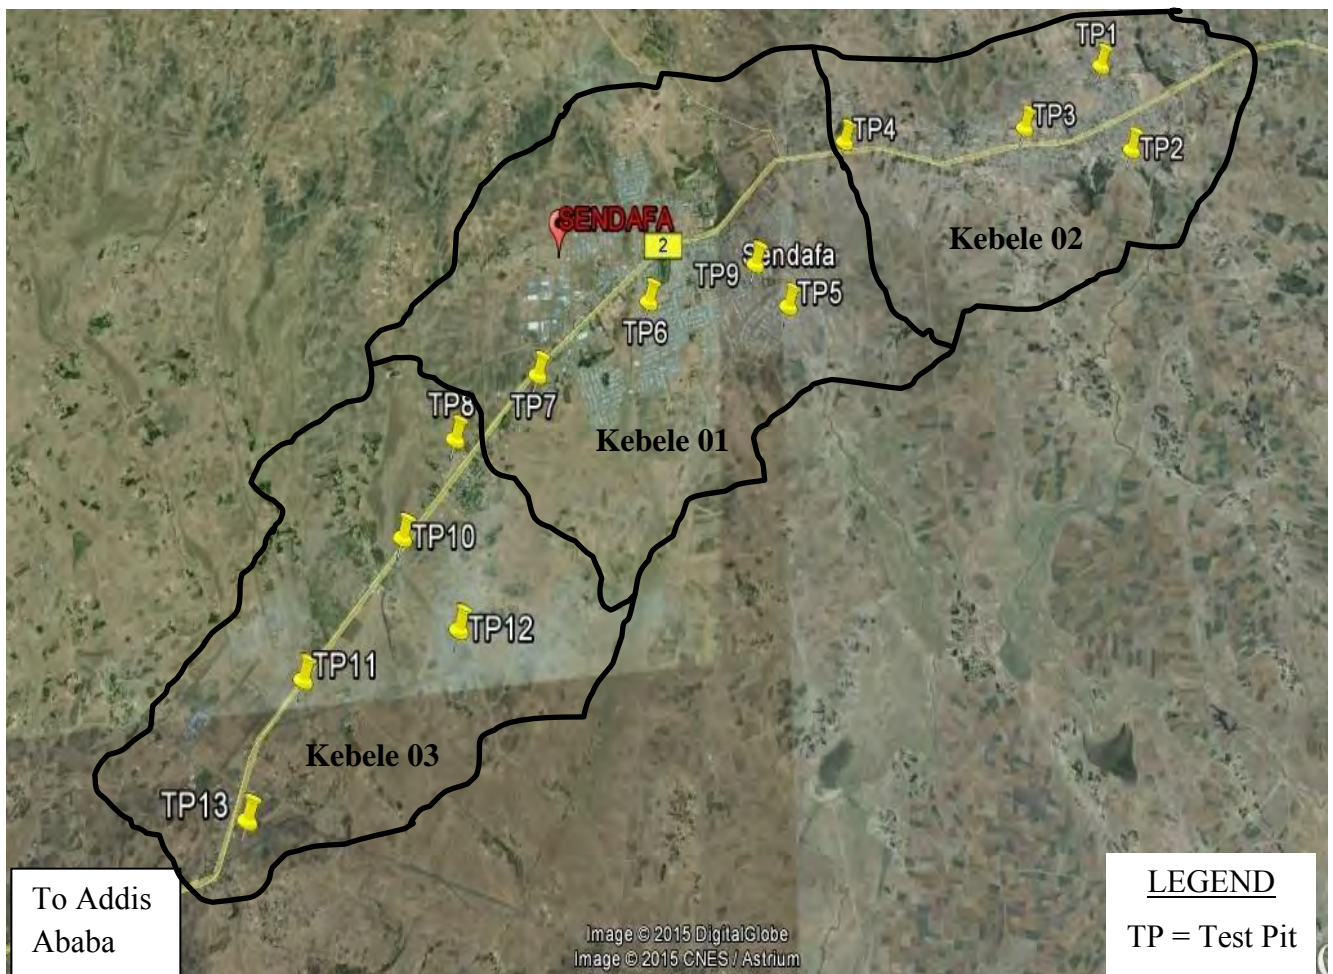 TP1
TP3
TP4
TP2
SENDAFA
2
Kebele 02
Sendafa
TP9
TP5
TP6
TP8
TP7
Kebele 01
TP10
TP12
TP11
Kebele 03
TP13
To Addis
Ababa
LEGEND
TP = Test Pit
Image © 2015 DigitalGlobe
Image © 2015 CNES / Astrium